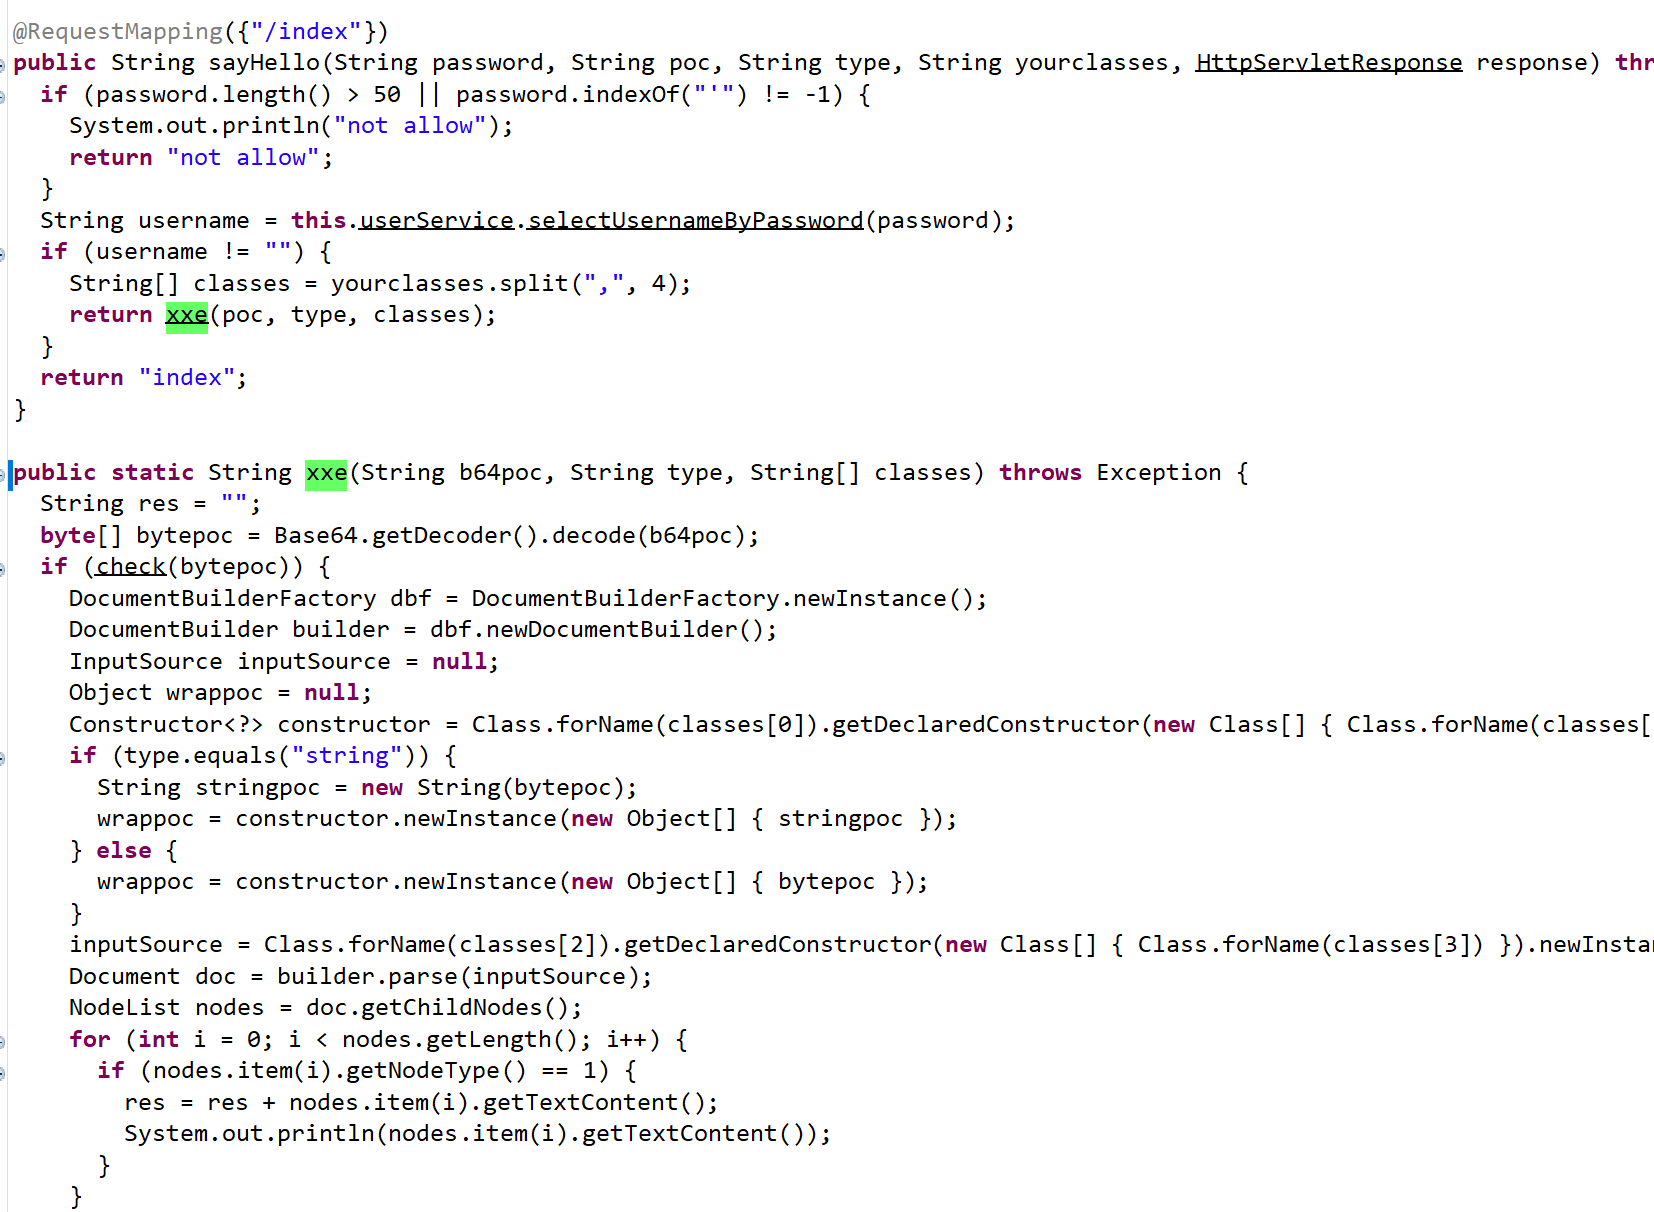 @RequestMapping({"/index"})
public String sayHello(String password, String poc, String type, String yourclasses, HttpServletResponse response) thr
if (password.length() > 50 || password.indexOf("'") != -1) {
System.out.println("not allow");
return "not allow";
}
String username = this.userService.selectUsernameByPassword(password);
if (username != "") {
String[] classes = yourclasses.split(",", 4);
return xxe(poc, type, classes);
}
return "index";
}
public static String xxe(String b64poc, String type, String[] classes) throws Exception {
String res = "";
byte[] bytepoc = Base64.getDecoder().decode(b64poc);
if (check(bytepoc)) {
DocumentBuilderFactory dbf = DocumentBuilderFactory.newInstance();
DocumentBuilder builder = dbf.newDocumentBuilder();
InputSource inputSource = null;
Object wrappoc = null;
Constructor<?> constructor = Class.forName(classes[0]).getDeclaredConstructor(new Class[] { Class.forName(classes[
if (type.equals("string")) {
String stringpoc = new String(bytepoc);
wrappoc = constructor.newInstance(new Object[] { stringpoc });
} else {
wrappoc = constructor.newInstance(new Object[] { bytepoc });
}
inputSource = Class.forName(classes[2]).getDeclaredConstructor(new Class[] { Class.forName(classes[3]) }).newInsta
Document doc = builder.parse(inputSource);
NodeList nodes = doc.getChildNodes();
for (int i = 0; i < nodes.getLength(); i++) {
if (nodes.item(i).getNodeType() == 1) {
res = res + nodes.item(i).getTextContent();
System.out.println(nodes.item(i).getTextContent());
}
}